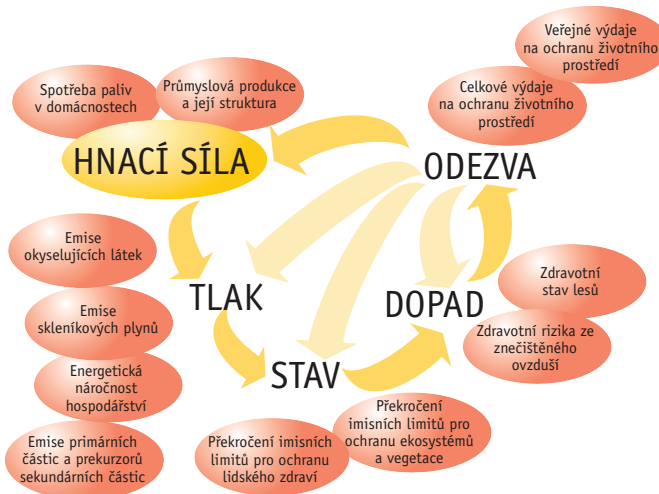 Veřejné výdaje
na ochranu životního
prostředí
Spotřeba paliv
v domácnostech
Průmyslová produkce
a její struktura
Celkové výdaje
na ochranu životního
prostředí
HNACÍ SÍLA
ODEZVA
Emise
okyselujících látek
TLAK
DOPAD
Zdravotní
stav lesů
Emise
skleníkových plynů
Zdravotní rizika ze
znečištěného
ovzduší
Energetická
náročnost
hospodářství
STAV
Překročení
imisních limitů pro
ochranu ekosystémů
a vegetace
Překročení imisních
limitů pro ochranu
lidského zdraví
Emise primárních
částic a prekurzorů
sekundárních částic